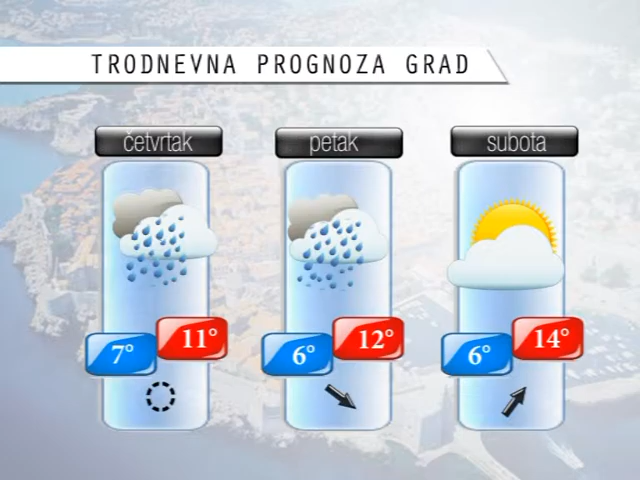 TRODNEVNA PROGNOZA GRAD
četvrtak
petak
subota
7° 11°
6° 12°
6° 14°